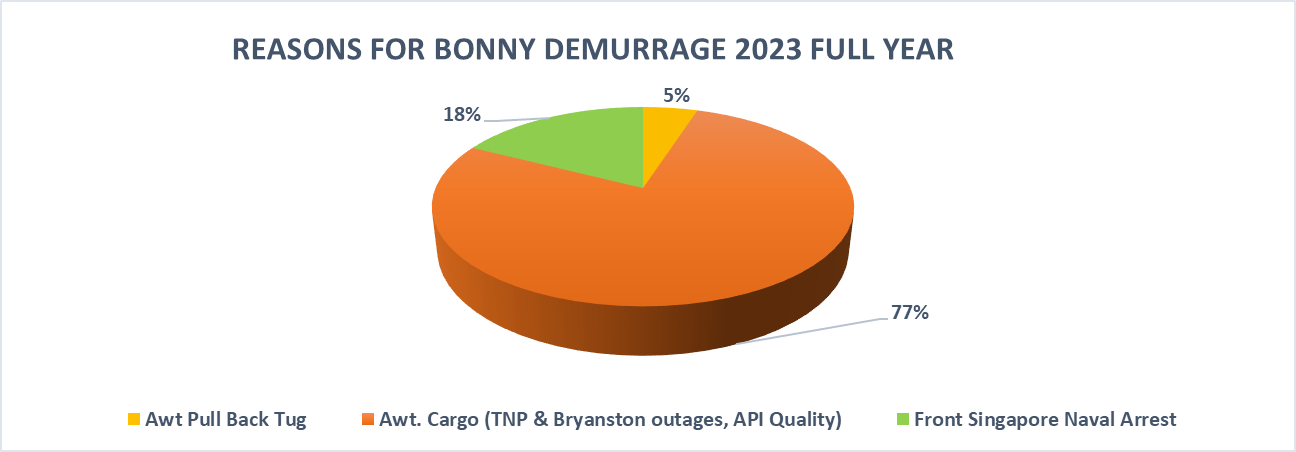 REASONS FOR BONNY DEMURRAGE 2023 FULL YEAR
5%
18%
77%
Awt Pull Back Tug
Awt. Cargo (TNP & Bryanston outages, API Quality)
Front Singapore Naval Arrest